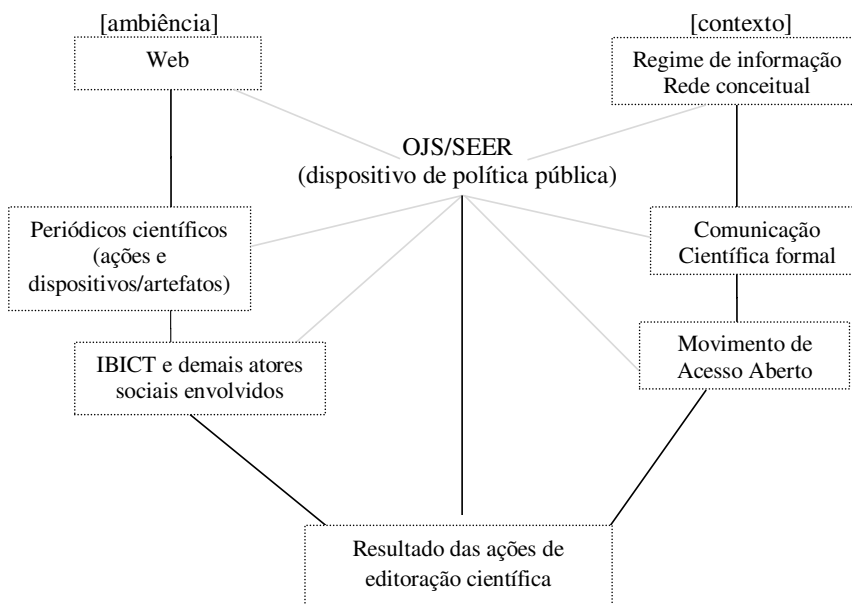 [ambiência]
[contexto]
Web
Regime de informação
Rede conceitual
OJS/SEER
(dispositivo de política pública)
Periódicos científicos
(ações e
dispositivos/artefatos)
Comunicação
Científica formal
IBICT e demais atores
sociais envolvidos
Movimento de
Acesso Aberto
Resultado das ações de
editoração científica